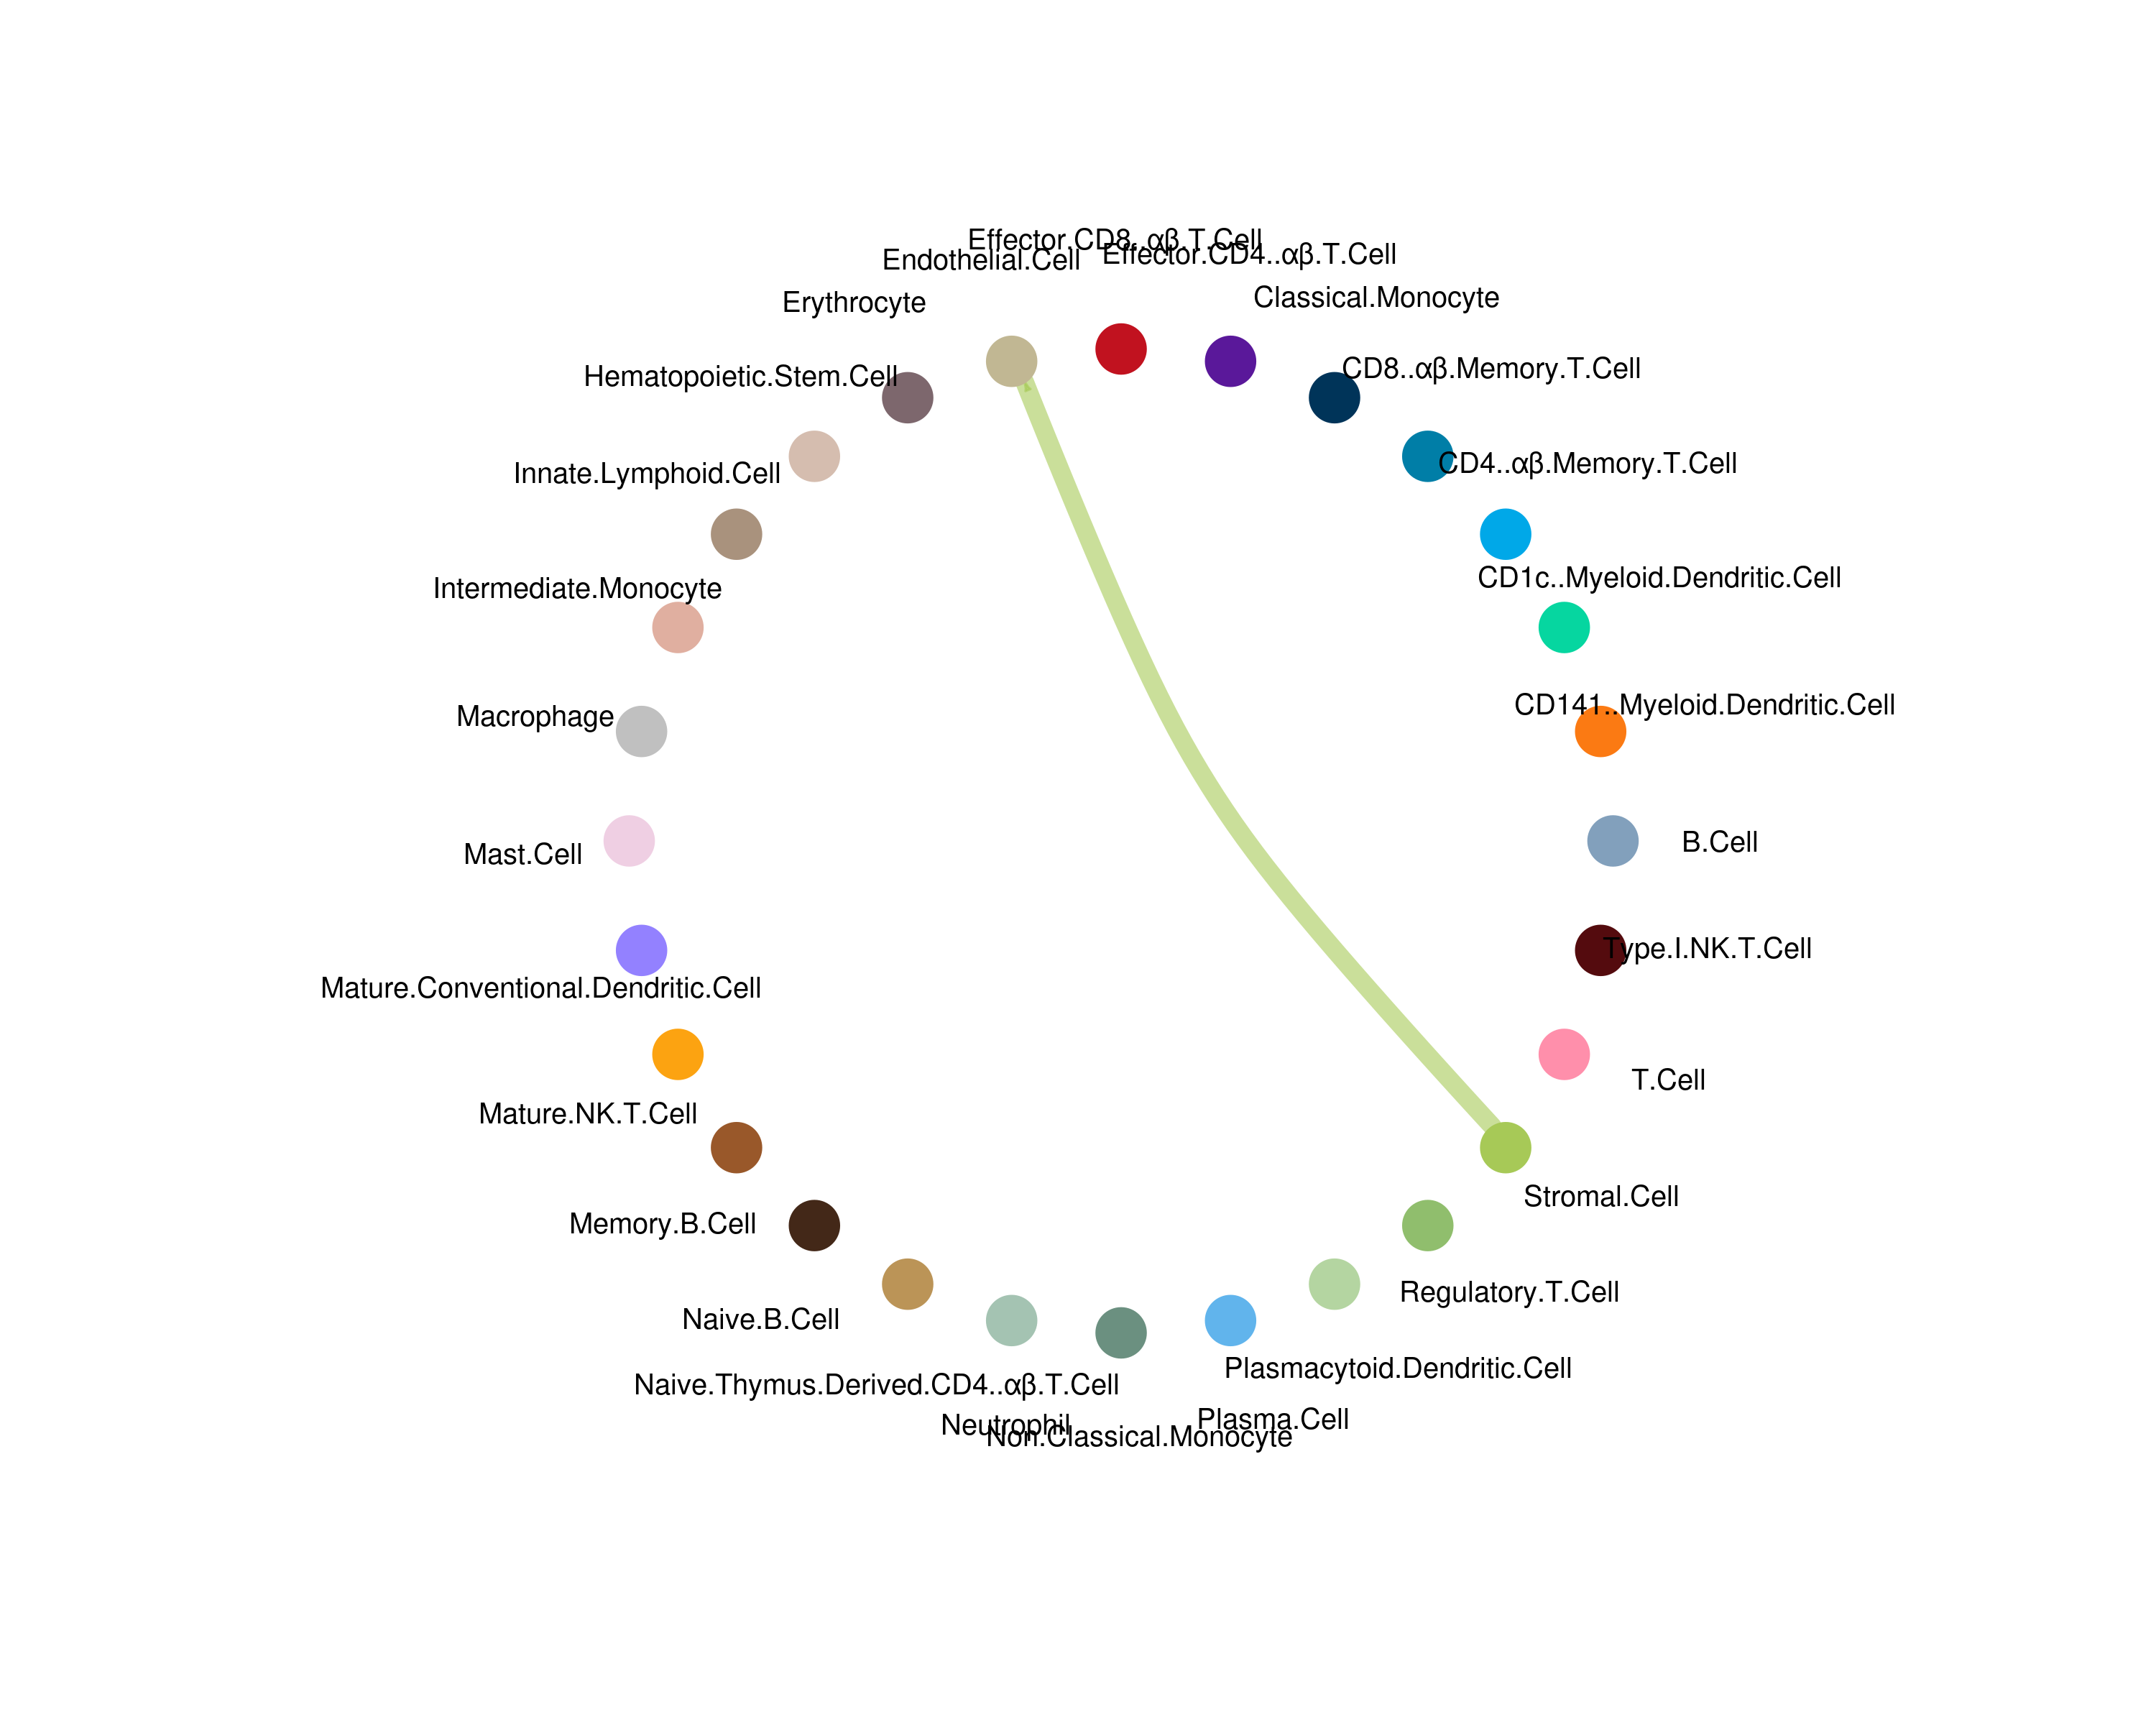 Effector.CD8..αβ.T.Cell
Effector.CD4..αβ.T.Cell
Endothelial.Cell
Classical.Monocyte
Erythrocyte
CD8..αβ.Memory.T.Cell
Hematopoietic.Stem.Cell
CD4..αβ.Memory.T.Cell
Innate.Lymphoid.Cell
CD1c..Myeloid.Dendritic.Cell
Intermediate.Monocyte
CD141..Myeloid.Dendritic.Cell
Macrophage
B.Cell
Mast.Cell
Type.I.NK.T.Cell
Mature.Conventional.Dendritic.Cell
T.Cell
Mature.NK.T.Cell
Stromal.Cell
Memory.B.Cell
Regulatory.T.Cell
Naive.B.Cell
Plasmacytoid.Dendritic.Cell
Naive.Thymus.Derived.CD4..αβ.T.Cell
Plasma.Cell
Neutrophil
Non.Classical.Monocyte